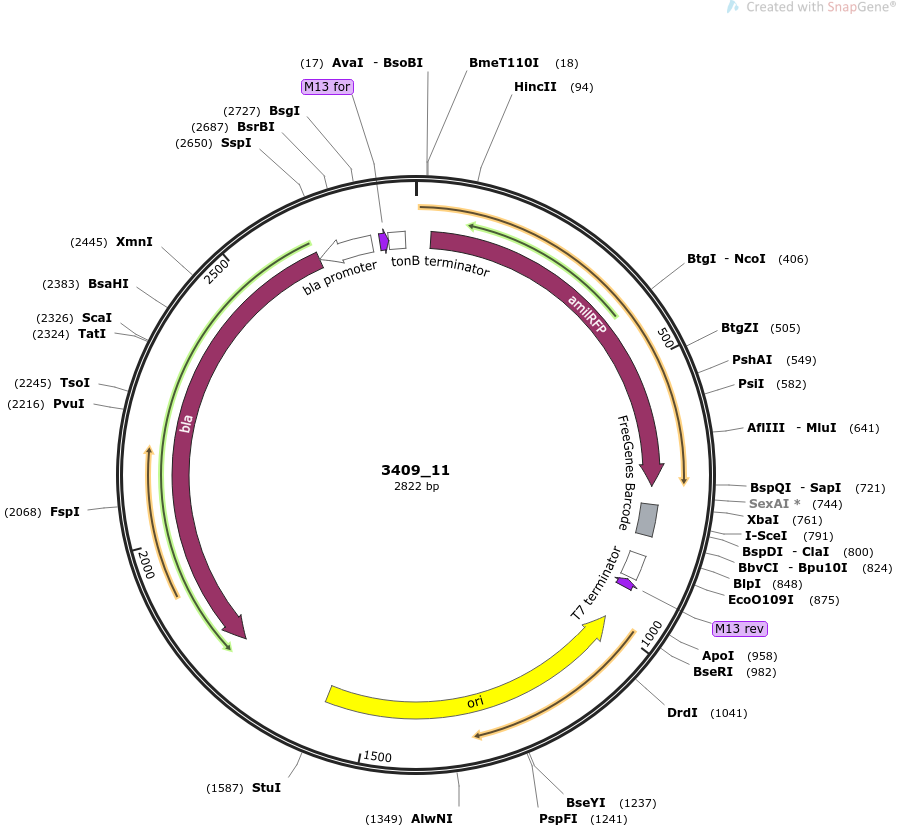 Created with SnapGene®
(17) AvaI - BsoBI
BmeT110I (18)
M13 for
HincII (94)
(2727) BsgI
(2687) BsrBI
(2650) SspI
(2445) XmnI
(2383) BsaHI
(2326) ScaI
(2324) TatI
(2245) TsoI
(2216) PvuI
(2068) FspI
BtgI - NcoI (406)
BtgZI (505)
PshAI (549)
PsiI (582)
AflIII - MluI (641)
BspQI - SapI (721)
SexAI * (744)
XbaI (761)
I-SceI (791)
BspDI - ClaI (800)
BbvCI - Bpu10I (824)
BlpI (848)
EcoO109I (875)
M13 rev
ApoI (958)
BseRI (982)
DrdI (1041)
BseYI (1237)
PspFI (1241)
(1349) AlwNI
(1587) StuI
2500
500
2000
1000
1500
bla promoter
tonB terminator
amilRFP
FreeGenes Barcode
T7 terminator
ori
bla
3409_11
2822 bp